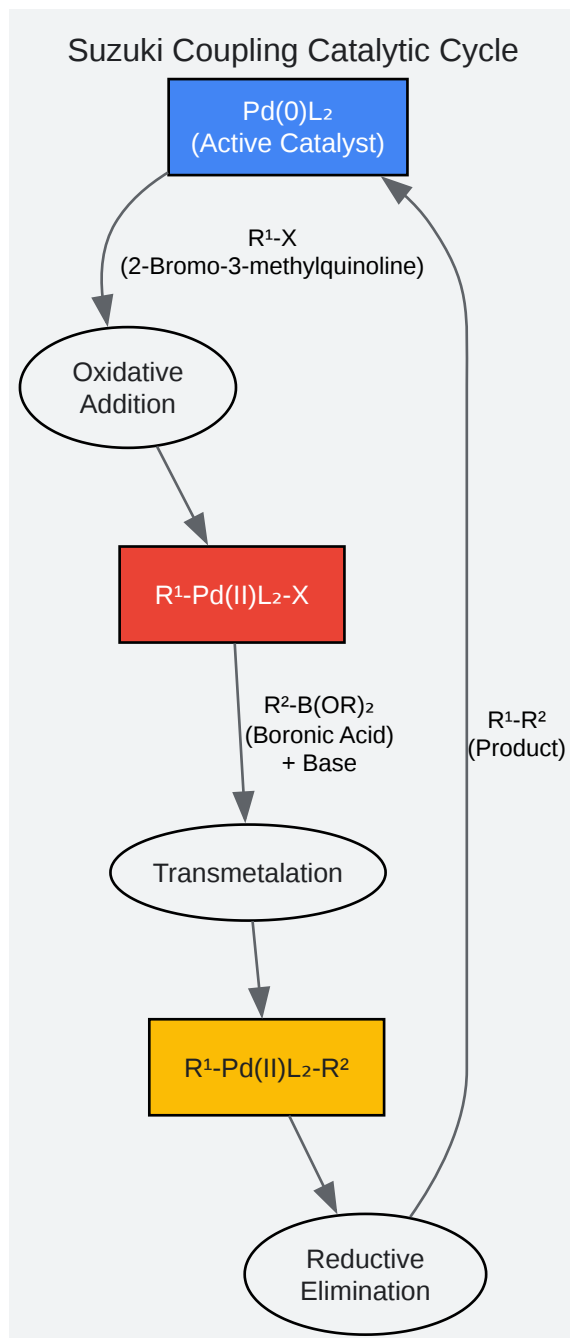 Suzuki Coupling Catalytic Cycle
Pd(0)L₂
(Active Catalyst)
R¹-X
(2-Bromo-3-methylquinoline)
Oxidative
Addition
R¹-Pd(II)L₂-X
R²-B(OR)₂
(Boronic Acid)
+ Base
R¹-R²
(Product)
Transmetalation
R¹-Pd(II)L₂-R²
Reductive
Elimination